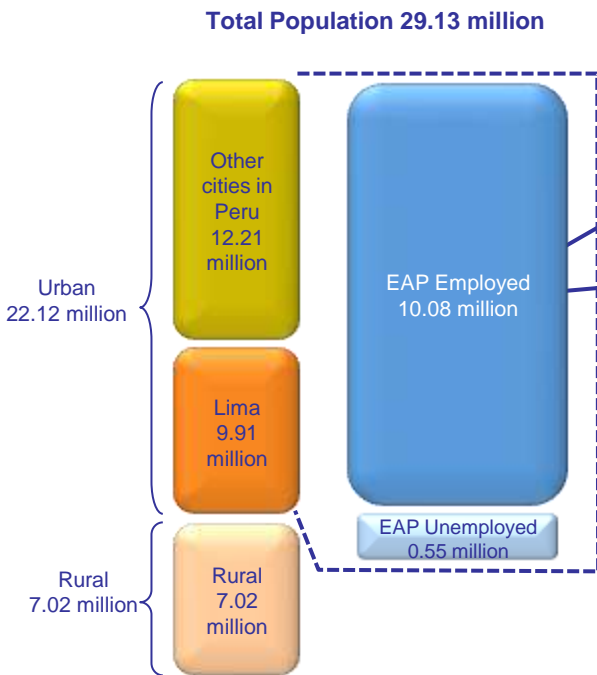 Total Population 29.13 million
Urban
22.12 million
Other
cities in
Peru
12.21
million
Lima
9.91
million
EAP Employed
10.08 million
EAP Unemployed
0.55 million
Rural
7.02 million
Rural
7.02
million